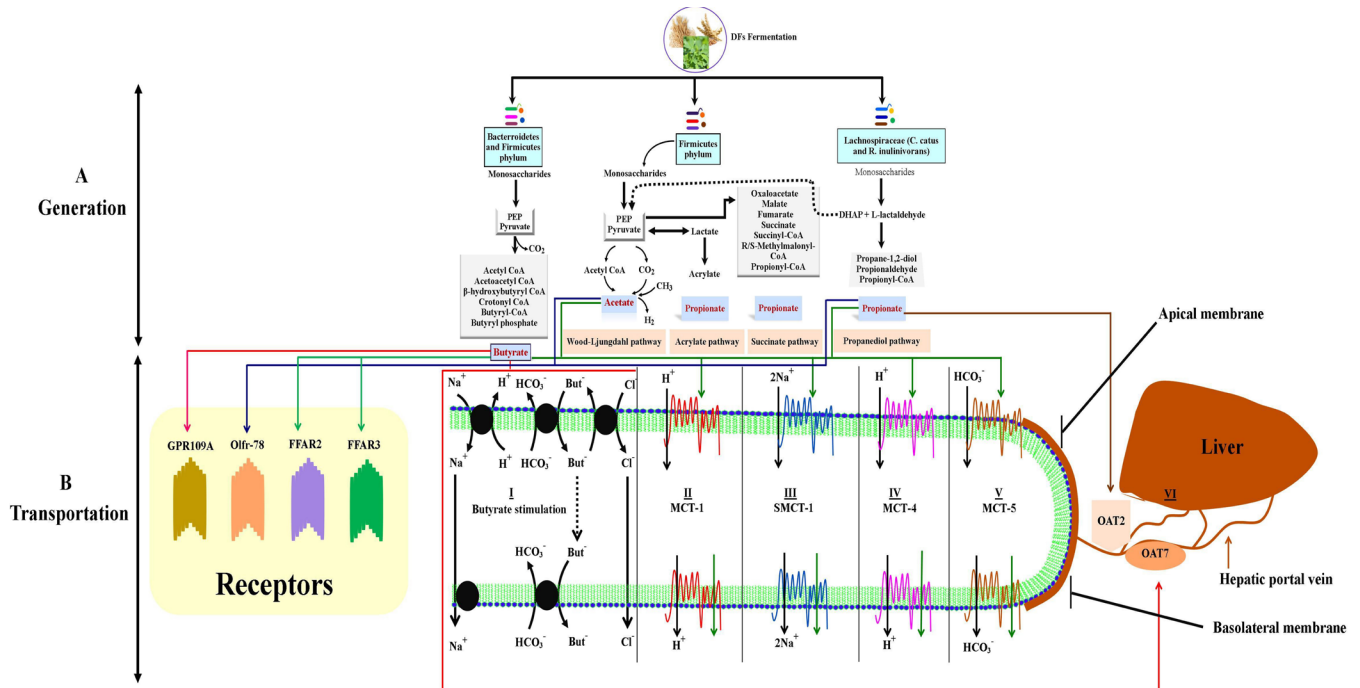 DFs Fermentation
A
Generation
Bacterroidetes
and Firmicutes
phylum
Monosaccharides
PEP
Pyruvate
CO2
Acetyl CoA
Acetoacetyl CoA
β-hydroxybutyryl CoA
Crotonyl CoA
Butyryl-CoA
Butyryl phosphate
Butyrate
Firmicutes
phylum
Monosaccharides
PEP
Pyruvate
Lactate
Acrylate
Acetyl CoA
CO2
CH3
H2
Acetate
Oxaloacetate
Malate
Fumarate
Succinate
Succinyl-CoA
R/S-Methylmalonyl-
CoA
Propionyl-CoA
Lachnospiraceae (C. catus
and R. inulinivorans)
Monosaccharides
DHAP + L-lactaldehyde
Propane-1,2-diol
Propionaldehyde
Propionyl-CoA
Propionate
Propionate
Propionate
Wood-Ljungdahl pathway
Acrylate pathway
Succinate pathway
Propanediol pathway
B
Transportation
GPR109A
Olfr-78
FFAR2
FFAR3
Receptors
Na+
H+
HCO3-
But-
Cl-
H+
2Na+
H+
HCO3-
Na+
H+
HCO3-
But-
Cl-
I
Butyrate stimulation
II
MCT-1
III
SMCT-1
IV
MCT-4
V
MCT-5
HCO3-
But-
Na+
HCO3-
But-
Cl-
H+
2Na+
H+
HCO3-
Apical membrane
Liver
VI
OAT2
OAT7
Hepatic portal vein
Basolateral membrane